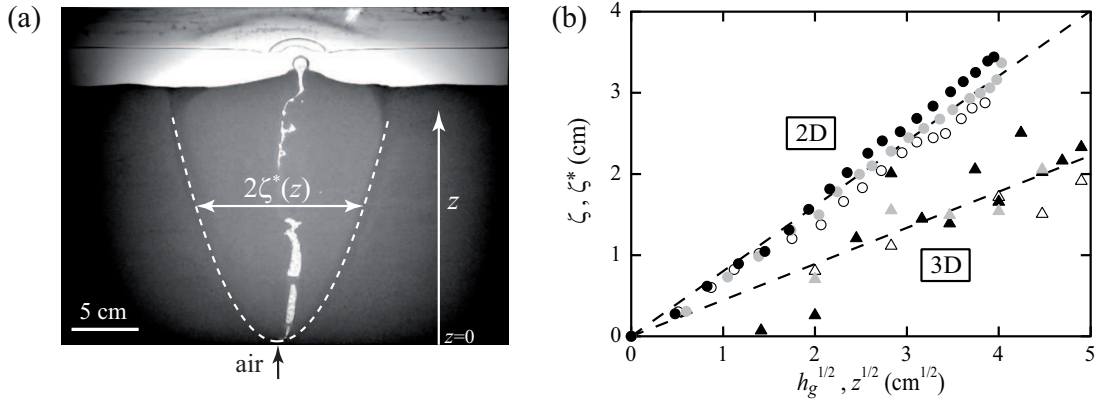 (a)
2ζ*(z)
z
5 cm
z=0
air
(b)
ζ , ζ* (cm)
4
3
2
1
0
2D
3D
0 1 2 3 4 5
h_g^{1/2} , z^{1/2} (cm^{1/2})